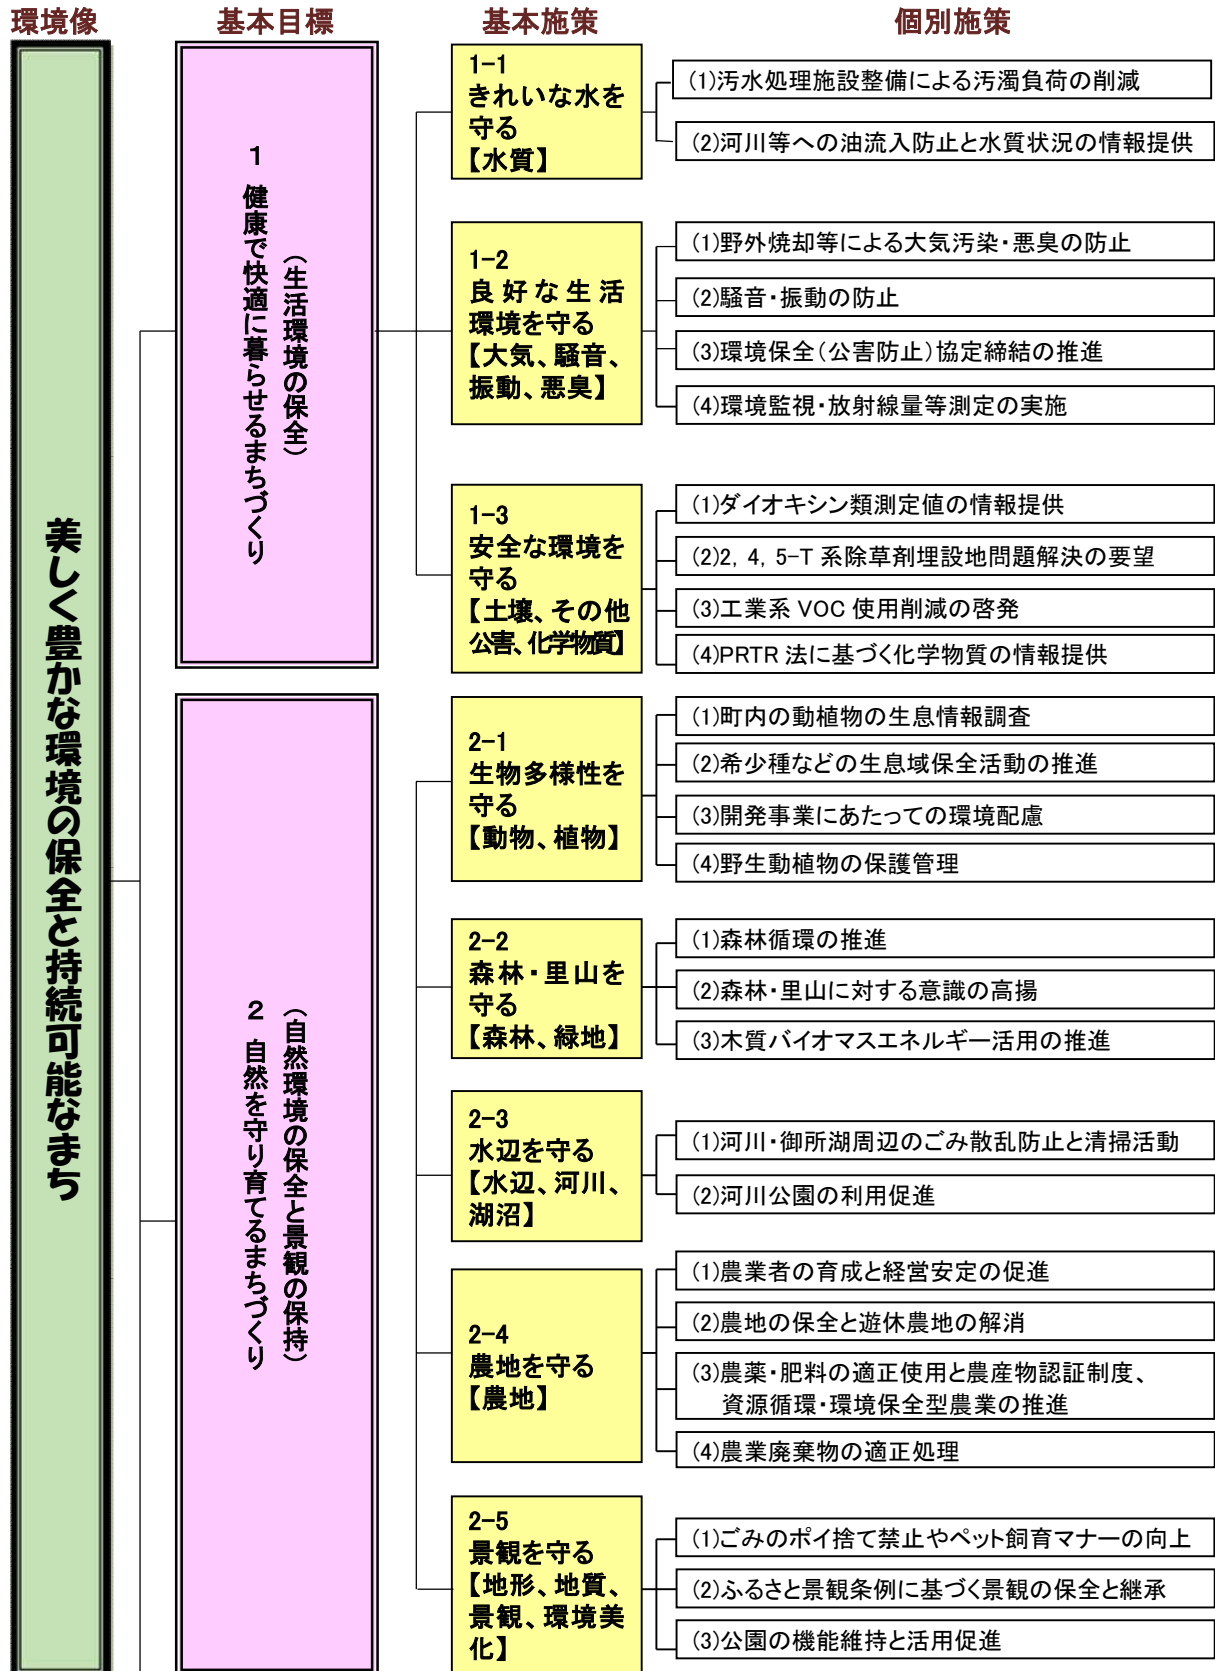 環境像
基本目標
基本施策
個別施策
美しく豊かな環境の保全と持続可能なまち
1 健康で快適に暮らせるまちづくり
（生活環境の保全）
1-1
きれいな水を
守る
【水質】
(1)汚水処理施設整備による汚濁負荷の削減
(2)河川等への油流入防止と水質状況の情報提供
1-2
良好な生活
環境を守る
【大気、騒音、
振動、悪臭】
(1)野外焼却等による大気汚染・悪臭の防止
(2)騒音・振動の防止
(3)環境保全(公害防止)協定締結の推進
(4)環境監視・放射線量等測定の実施
1-3
安全な環境を
守る
【土壌、その他
公害、化学物質】
(1)ダイオキシン類測定値の情報提供
(2)2, 4, 5-T 系除草剤埋設地問題解決の要望
(3)工業系 VOC 使用削減の啓発
(4)PRTR 法に基づく化学物質の情報提供
2 自然を守り育てるまちづくり
（自然環境の保全と景観の保持）
2-1
生物多様性を
守る
【動物、植物】
(1)町内の動植物の生息情報調査
(2)希少種などの生息域保全活動の推進
(3)開発事業にあたっての環境配慮
(4)野生動植物の保護管理
2-2
森林・里山を
守る
【森林、緑地】
(1)森林循環の推進
(2)森林・里山に対する意識の高揚
(3)木質バイオマスエネルギー活用の推進
2-3
水辺を守る
【水辺、河川、
湖沼】
(1)河川・御所湖周辺のごみ散乱防止と清掃活動
(2)河川公園の利用促進
2-4
農地を守る
【農地】
(1)農業者の育成と経営安定の促進
(2)農地の保全と遊休農地の解消
(3)農薬・肥料の適正使用と農産物認証制度、
資源循環・環境保全型農業の推進
(4)農業廃棄物の適正処理
2-5
景観を守る
【地形、地質、
景観、環境美
化】
(1)ごみのポイ捨て禁止やペット飼育マナーの向上
(2)ふるさと景観条例に基づく景観の保全と継承
(3)公園の機能維持と活用促進